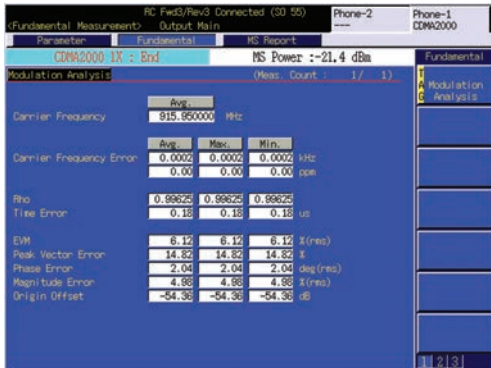 RC Fwd3/Rev3 Connected (SO 55)
Phone-2
Phone-1
<Fundamental Measurement> Output Main
----
CDMA2000
Parameter Fundamental MS Report
CDMA2000 1X : End MS Power :-21.4 dBm Fundamental
Modulation Analysis (Meas. Count : 1/ 1)
TAG Modulation Analysis
Avg.
Carrier Frequency 915.950000 MHz
Avg. Max. Min.
Carrier Frequency Error 0.0002 0.0002 0.0002 kHz
0.00 0.00 0.00 ppm
Rho 0.99625 0.99625 0.99625
Time Error 0.18 0.18 0.18 us
EVM 6.12 6.12 6.12 %(rms)
Peak Vector Error 14.82 14.82 14.82 %
Phase Error 2.04 2.04 2.04 deg(rms)
Magnitude Error 4.98 4.98 4.98 %(rms)
Origin Offset -54.36 -54.36 -54.36 dB
1 2 3